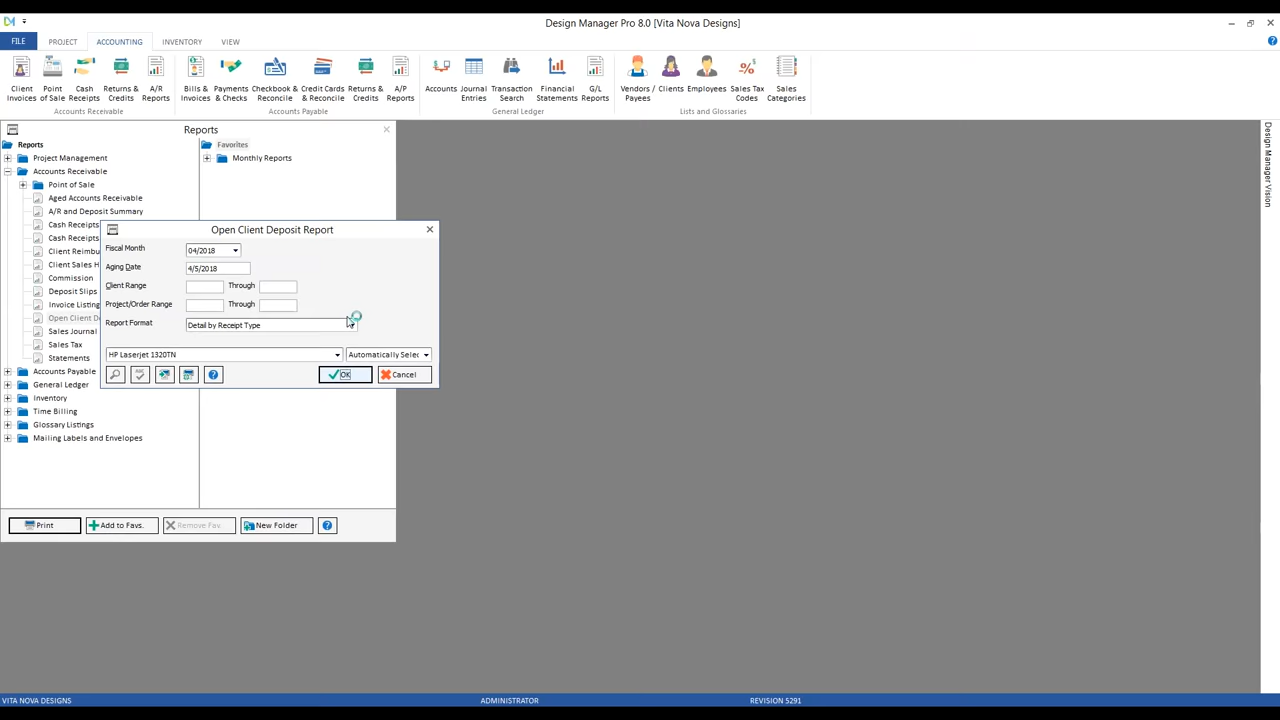 Design Manager Pro 8.0 [Vita Nova Designs]
FILE PROJECT ACCOUNTING INVENTORY VIEW
Client Invoices
Point of Sale
Cash Receipts
Returns & Credits
A/R Reports
Bills & Invoices
Payments & Checks
Checkbook & Reconcile
Credit Cards & Reconcile
Returns & Credits
A/P Reports
Accounts
Journal Entries
Transaction Search
Financial Statements
G/L Reports
Vendors / Payees
Clients
Employees
Sales Tax Codes
Sales Categories
Accounts Receivable
Accounts Payable
General Ledger
Lists and Glossaries
Reports
Reports
Project Management
Accounts Receivable
Point of Sale
Aged Accounts Receivable
A/R and Deposit Summary
Cash Receipts
Cash Receipts
Client Reimbu
Client Sales H
Commission
Deposit Slips
Invoice Listing
Open Client D
Sales Journal
Sales Tax
Statements
Accounts Payable
General Ledger
Inventory
Time Billing
Glossary Listings
Mailing Labels and Envelopes
Favorites
Monthly Reports
Open Client Deposit Report
Fiscal Month 04/2018
Aging Date 4/5/2018
Client Range Through
Project/Order Range Through
Report Format Detail by Receipt Type
HP Laserjet 1320TN Automatically Selec
OK Cancel
Print Add to Favs. Remove Fav. New Folder
Design Manager Vision
VITA NOVA DESIGNS ADMINISTRATOR REVISION 5291